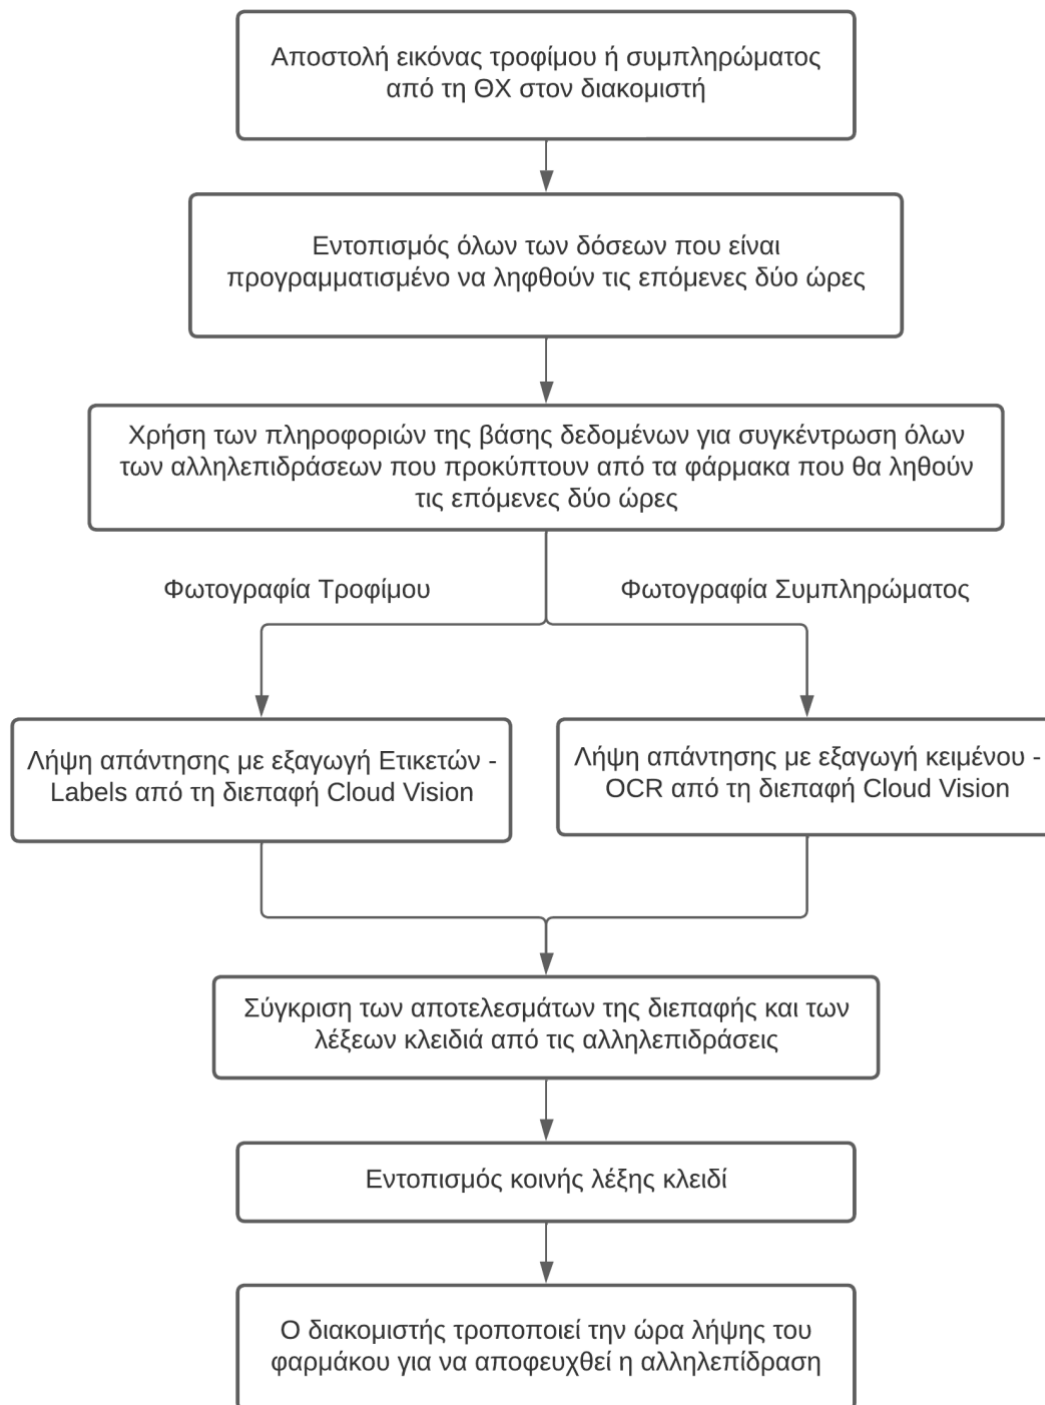 Αποστολή εικόνας τροφίμου ή συμπληρώματος
από τη ΘΧ στον διακομιστή
Εντοπισμός όλων των δόσεων που είναι
προγραμματισμένο να ληφθούν τις επόμενες δύο ώρες
Χρήση των πληροφοριών της βάσης δεδομένων για συγκέντρωση όλων
των αλληλεπιδράσεων που προκύπτουν από τα φάρμακα που θα ληθούν
τις επόμενες δύο ώρες
Φωτογραφία Τροφίμου
Φωτογραφία Συμπληρώματος
Λήψη απάντησης με εξαγωγή Ετικετών -
Labels από τη διεπαφή Cloud Vision
Λήψη απάντησης με εξαγωγή κειμένου -
OCR από τη διεπαφή Cloud Vision
Σύγκριση των αποτελεσμάτων της διεπαφής και των
λέξεων κλειδιά από τις αλληλεπιδράσεις
Εντοπισμός κοινής λέξης κλειδί
Ο διακομιστής τροποποιεί την ώρα λήψης του
φαρμάκου για να αποφευχθεί η αλληλεπίδραση